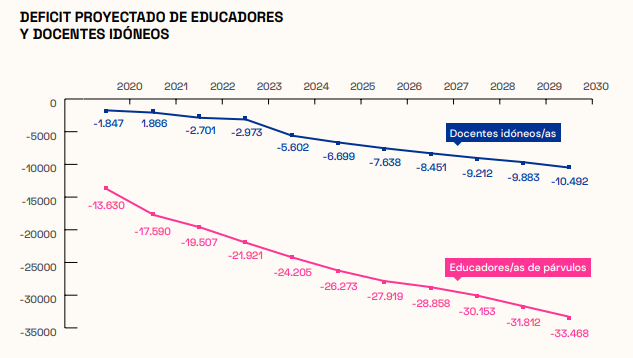 DEFICIT PROYECTADO DE EDUCADORES
Y DOCENTES IDÓNEOS
2020 2021 2022 2023 2024 2025 2026 2027 2028 2029 2030
0
-5000
-10000
-15000
-20000
-25000
-30000
-35000
Docentes idóneos/as
-1.847 1.866 -2.701 -2.973 -5.602 -6.699 -7.638 -8.451 -9.212 -9.883 -10.492
Educadores/as de párvulos
-13.630 -17.590 -19.507 -21.921 -24.205 -26.273 -27.919 -28.858 -30.153 -31.812 -33.468